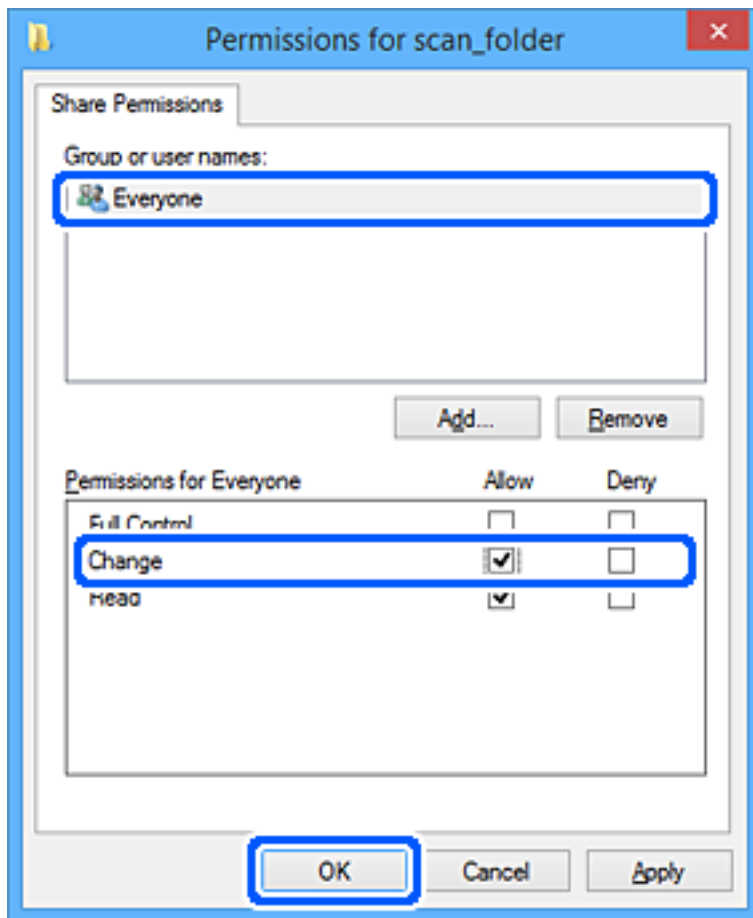 Permissions for scan_folder
Share Permissions
Group or user names:
Everyone
Add... Remove
Permissions for Everyone Allow Deny
Full Control
Change
Read
OK Cancel Apply